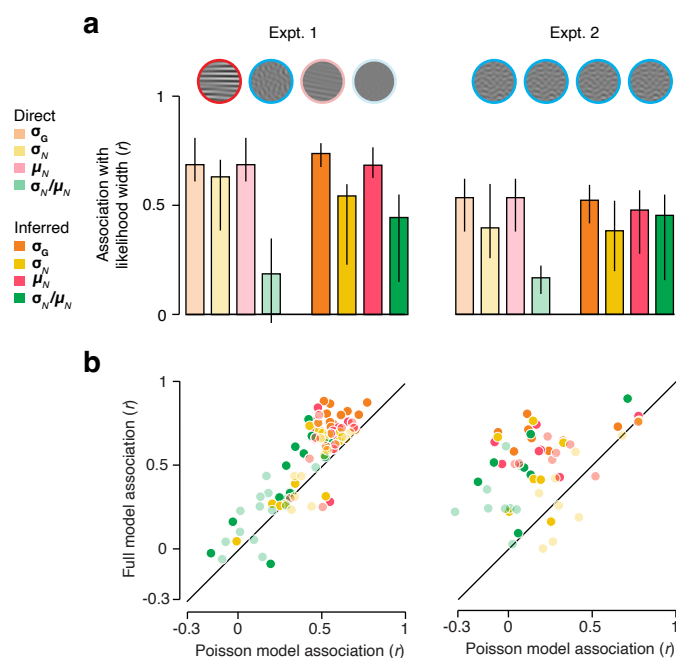 a
Expt. 1
Expt. 2
Direct
σG
σN
μN
σN/μN
Inferred
σG
σN
μN
σN/μN
Association with
likelihood width (r)
1
0.5
0
b
Full model association (r)
1
0.5
0
-0.3
-0.3 0 0.5 1
Poisson model association (r)
-0.3 0 0.5 1
Poisson model association (r)